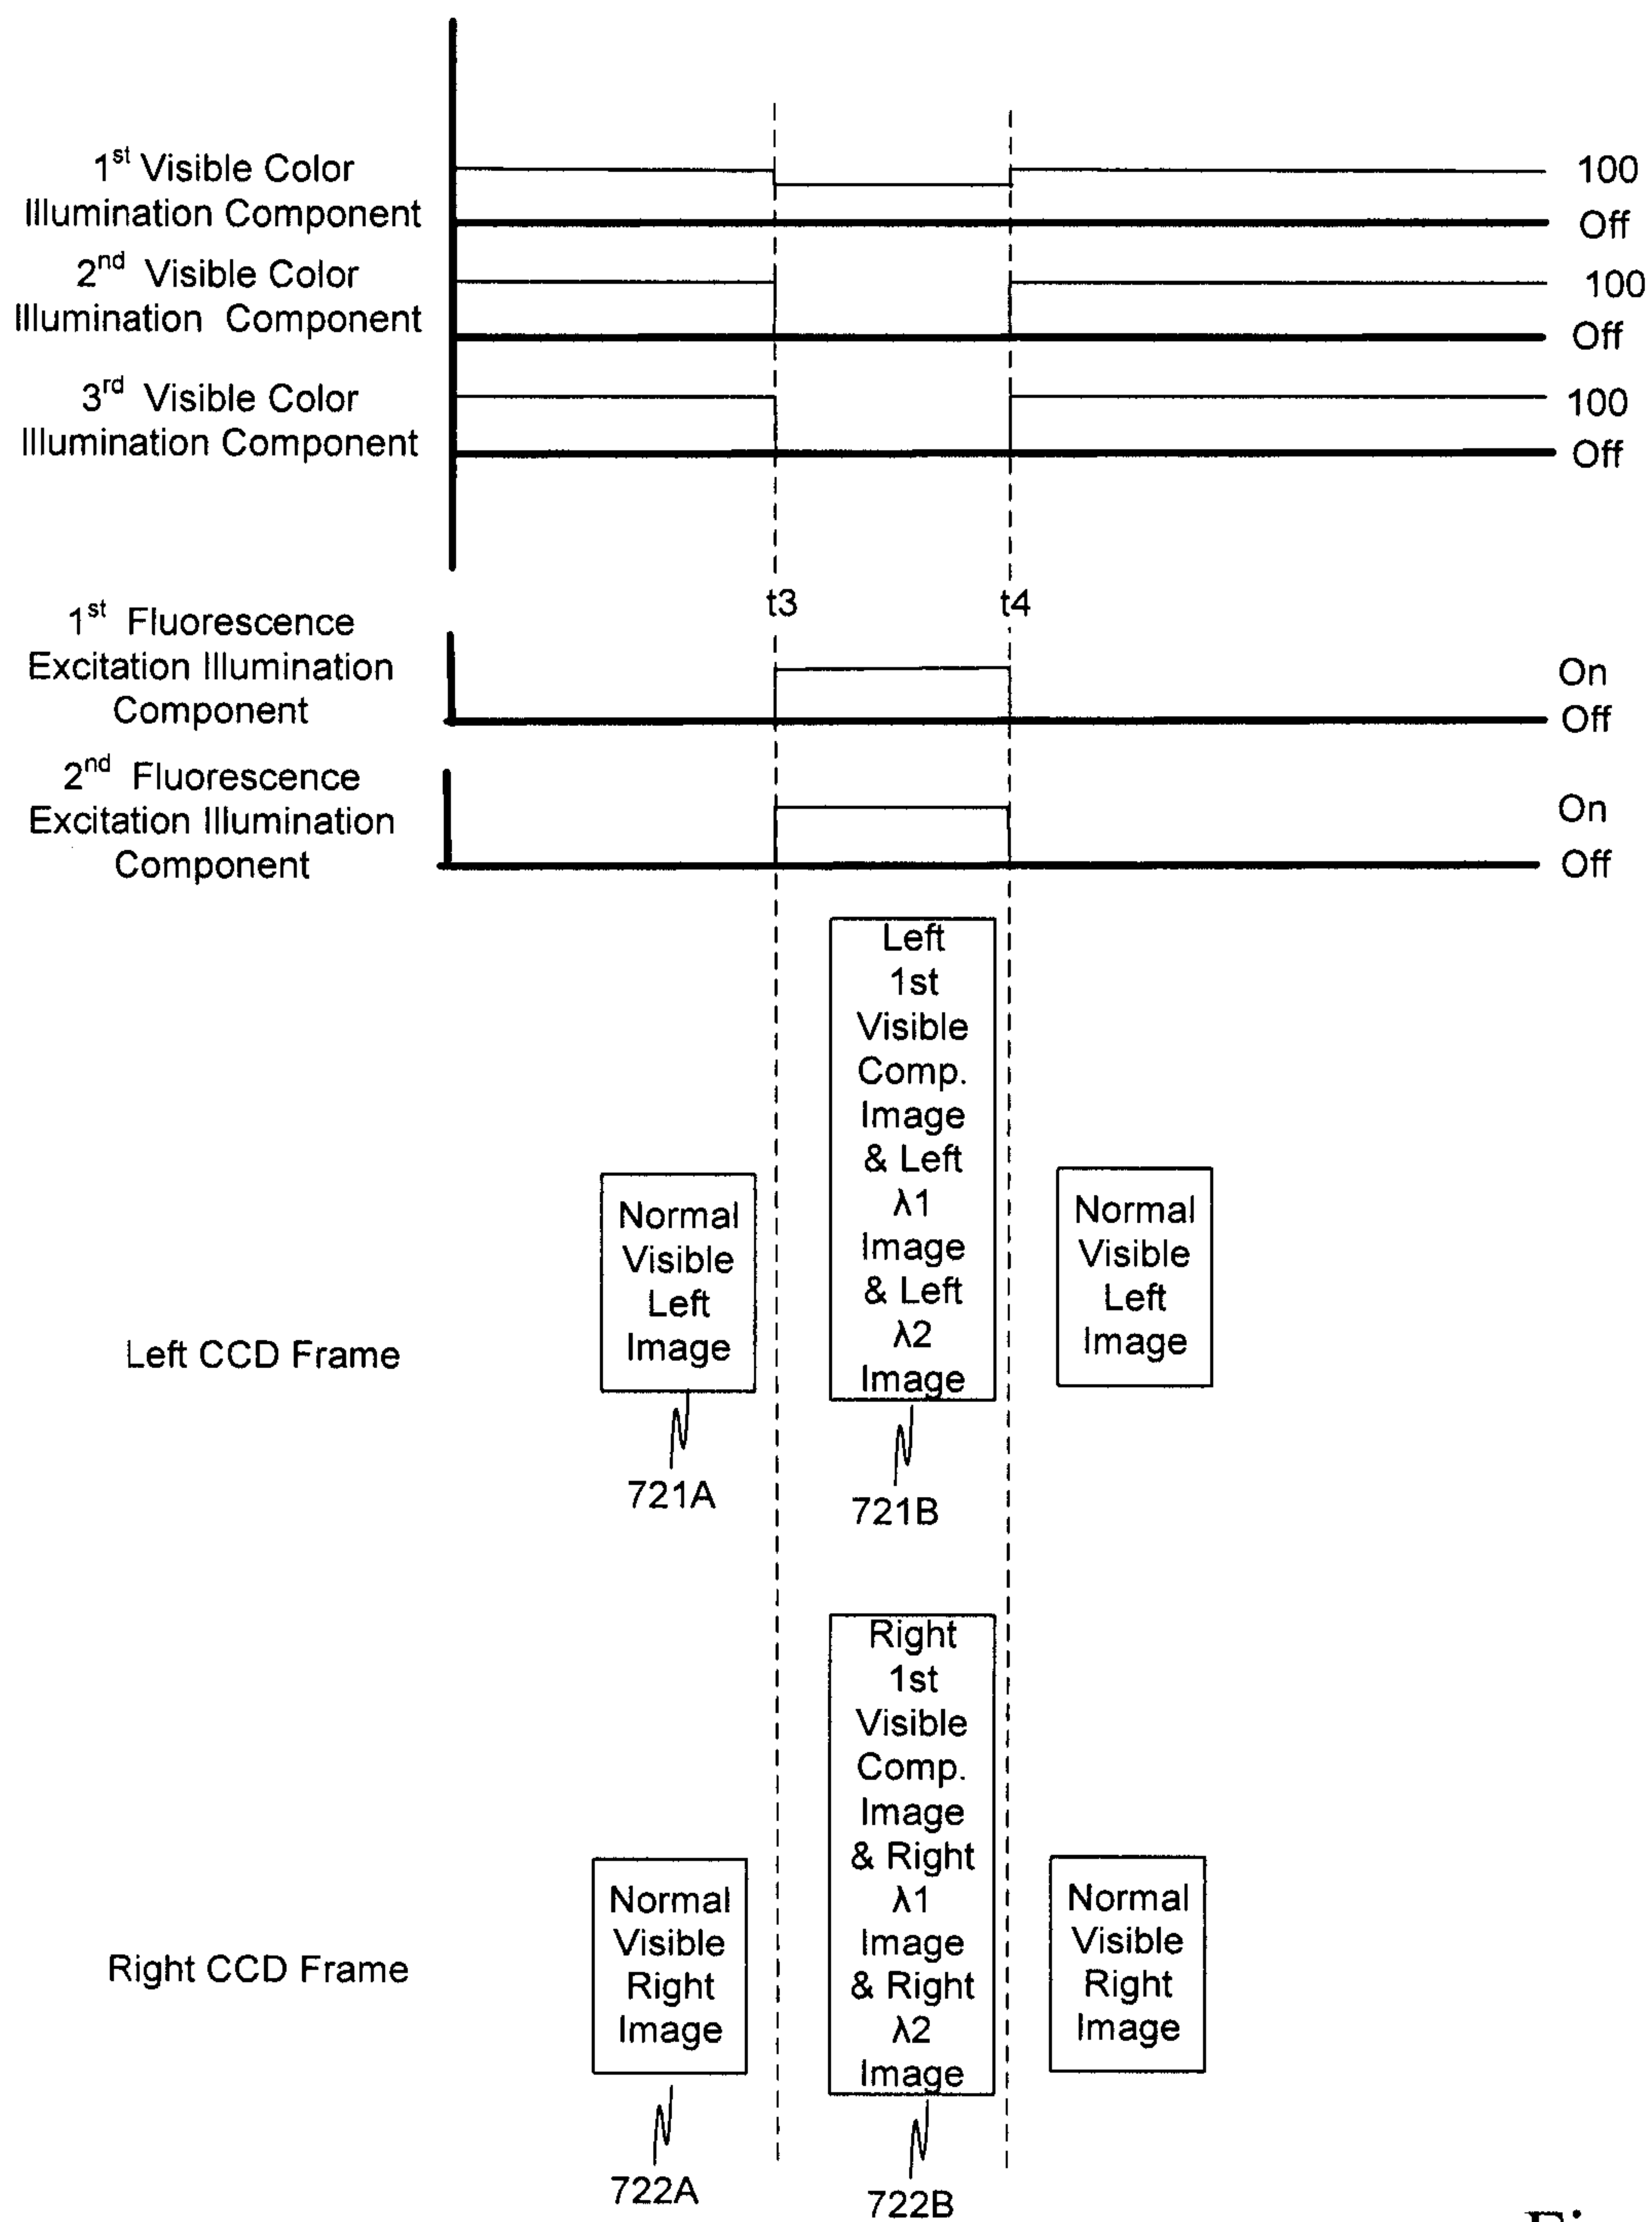 1st Visible Color
Illumination Component
100
Off
2nd Visible Color
Illumination Component
100
Off
3rd Visible Color
Illumination Component
100
Off
t3
t4
1st Fluorescence
Excitation Illumination
Component
On
Off
2nd Fluorescence
Excitation Illumination
Component
On
Off
Left CCD Frame
Normal
Visible
Left
Image
721A
Left
1st
Visible
Comp.
Image
& Left
λ1
Image
& Left
λ2
Image
721B
Normal
Visible
Left
Image
Right CCD Frame
Normal
Visible
Right
Image
722A
Right
1st
Visible
Comp.
Image
& Right
λ1
Image
& Right
λ2
Image
722B
Normal
Visible
Right
Image